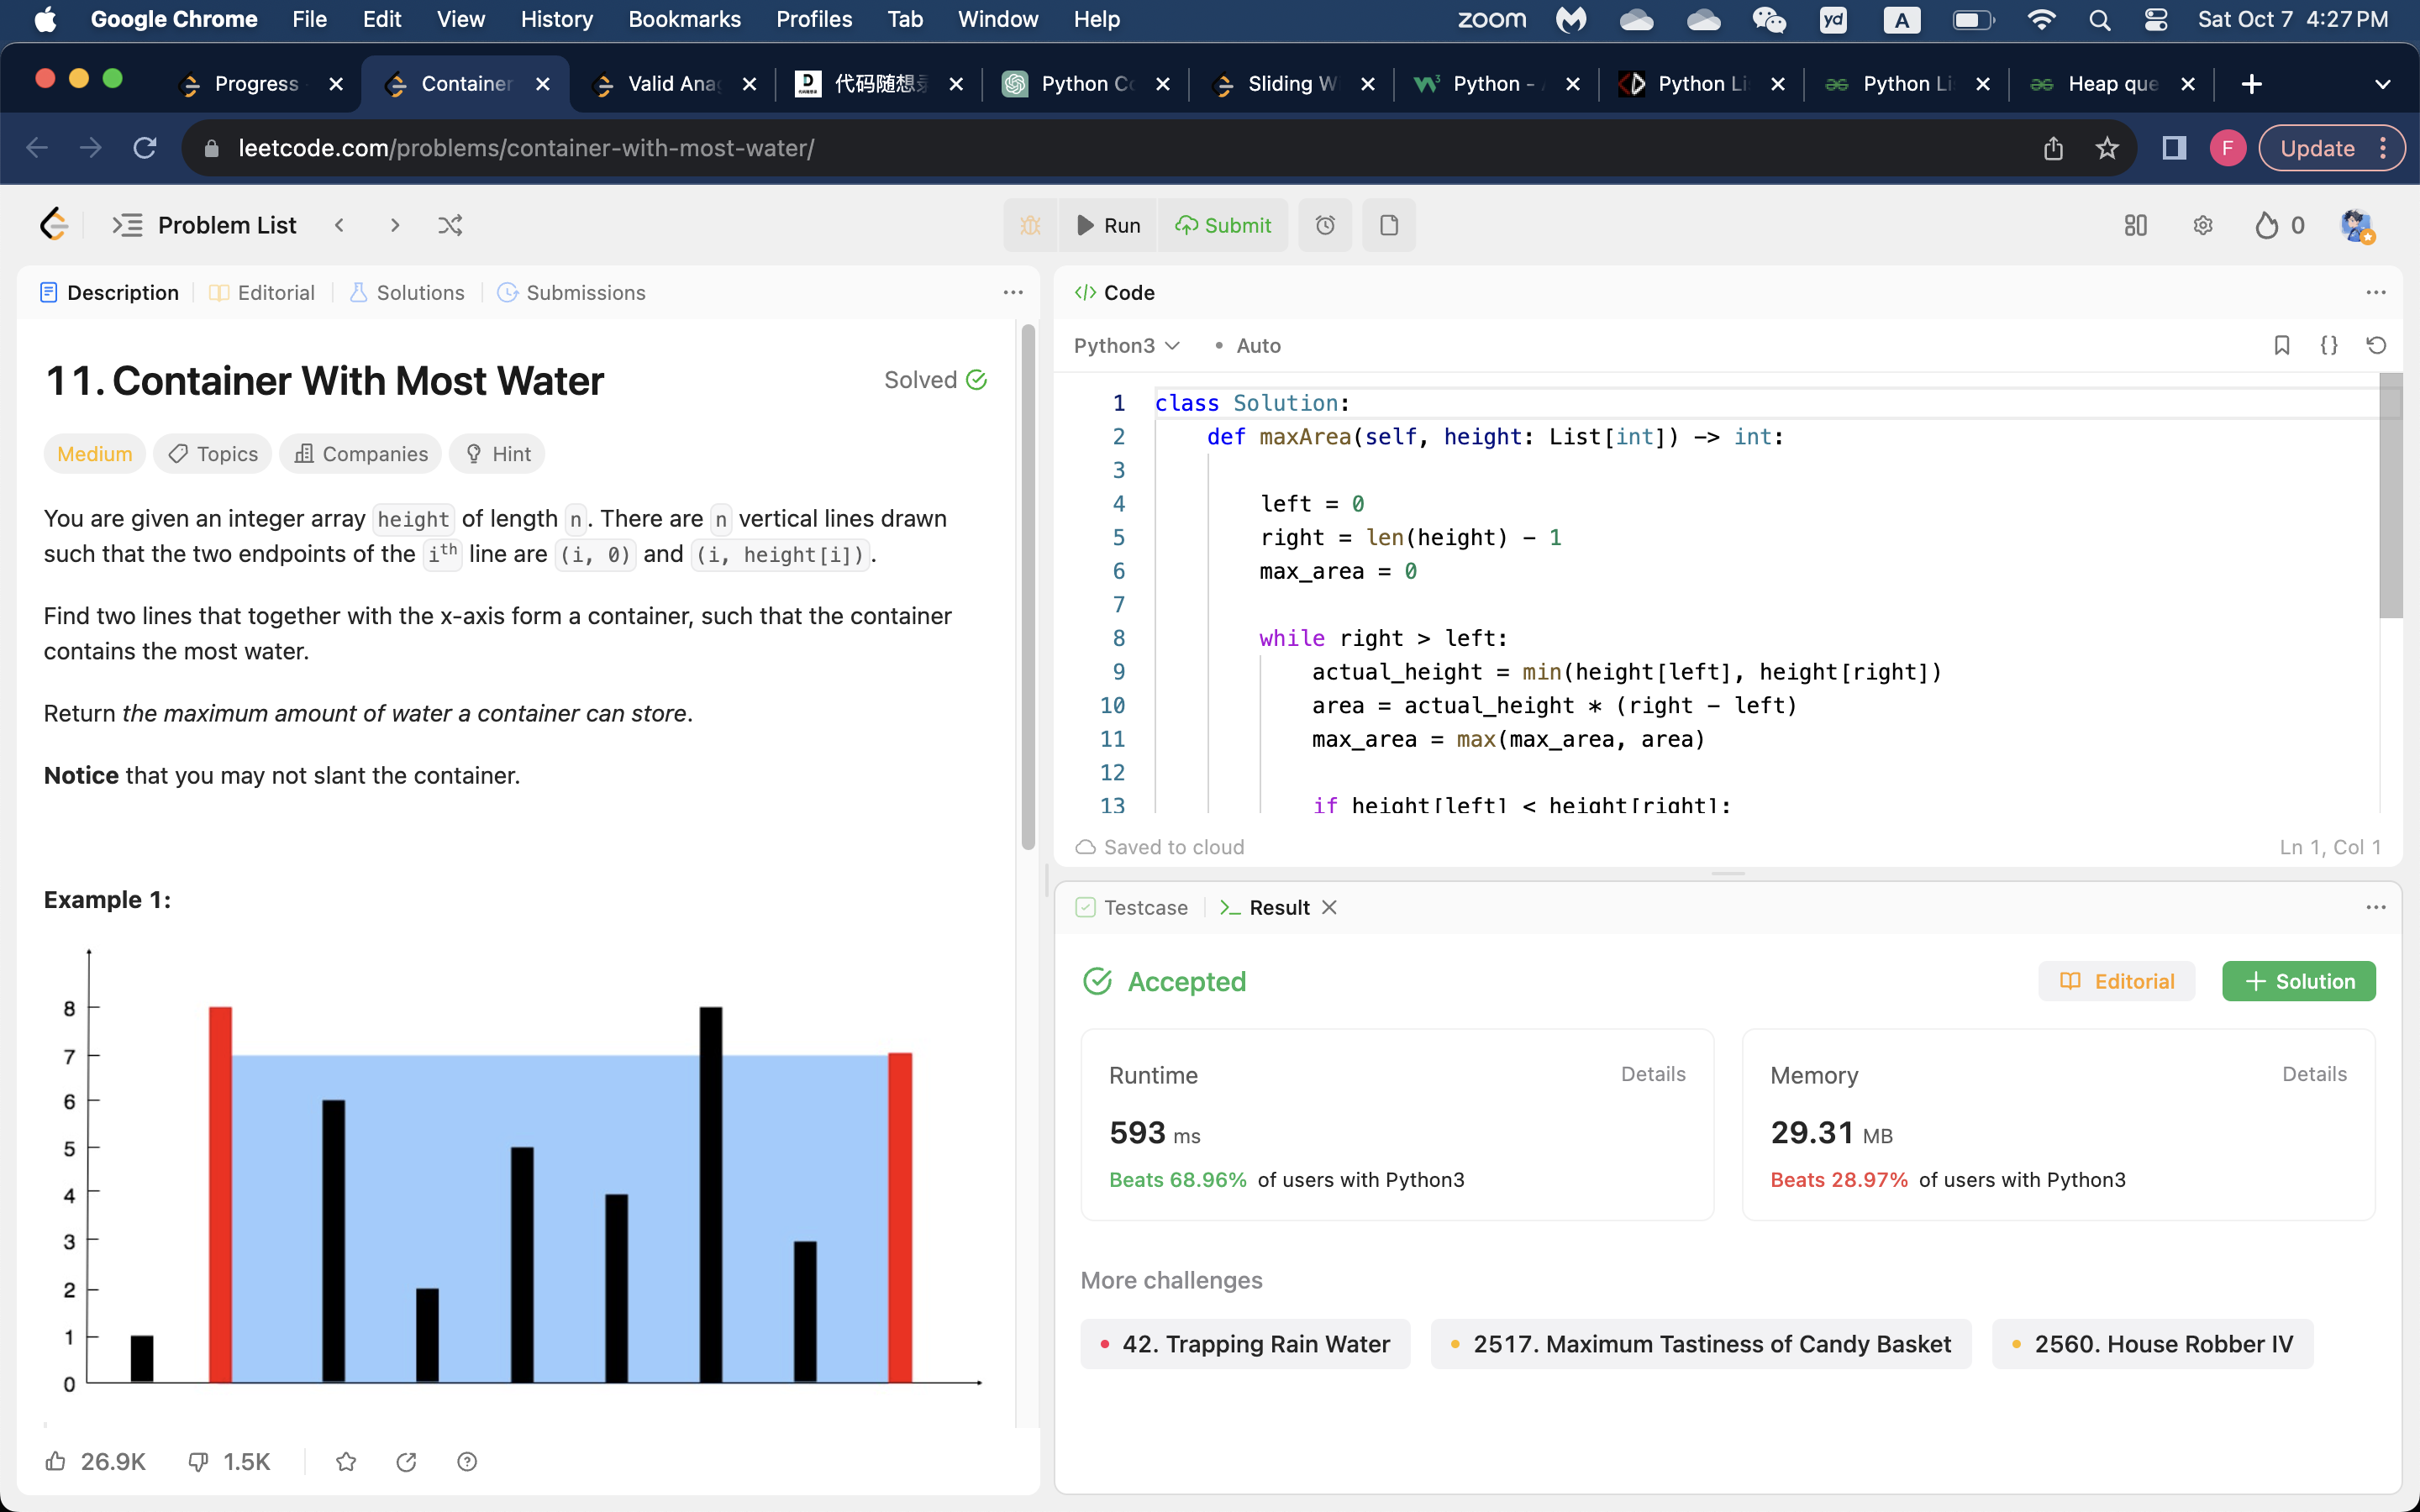 Google Chrome File Edit View History Bookmarks Profiles Tab Window Help zoom yd A Sat Oct 7 4:27 PM
Progress Container Valid Ana 代码随想 Python Co Sliding W Python - Python Li Python Li Heap que
leetcode.com/problems/container-with-most-water/ F Update
Problem List Run Submit 0
Description Editorial Solutions Submissions
11. Container With Most Water Solved
Medium Topics Companies Hint
You are given an integer array height of length n. There are n vertical lines drawn
such that the two endpoints of the ith line are (i, 0) and (i, height[i]).
Find two lines that together with the x-axis form a container, such that the container
contains the most water.
Return the maximum amount of water a container can store.
Notice that you may not slant the container.
Example 1:
8
7
6
5
4
3
2
1
0
26.9K 1.5K
</> Code
Python3 • Auto
1 class Solution:
2 def maxArea(self, height: List[int]) -> int:
3
4 left = 0
5 right = len(height) - 1
6 max_area = 0
7
8 while right > left:
9 actual_height = min(height[left], height[right])
10 area = actual_height * (right - left)
11 max_area = max(max_area, area)
12
13 if height[left] < height[right]:
Saved to cloud Ln 1, Col 1
Testcase >_ Result
Accepted Editorial + Solution
Runtime Details
593 ms
Beats 68.96% of users with Python3
Memory Details
29.31 MB
Beats 28.97% of users with Python3
More challenges
42. Trapping Rain Water 2517. Maximum Tastiness of Candy Basket 2560. House Robber IV